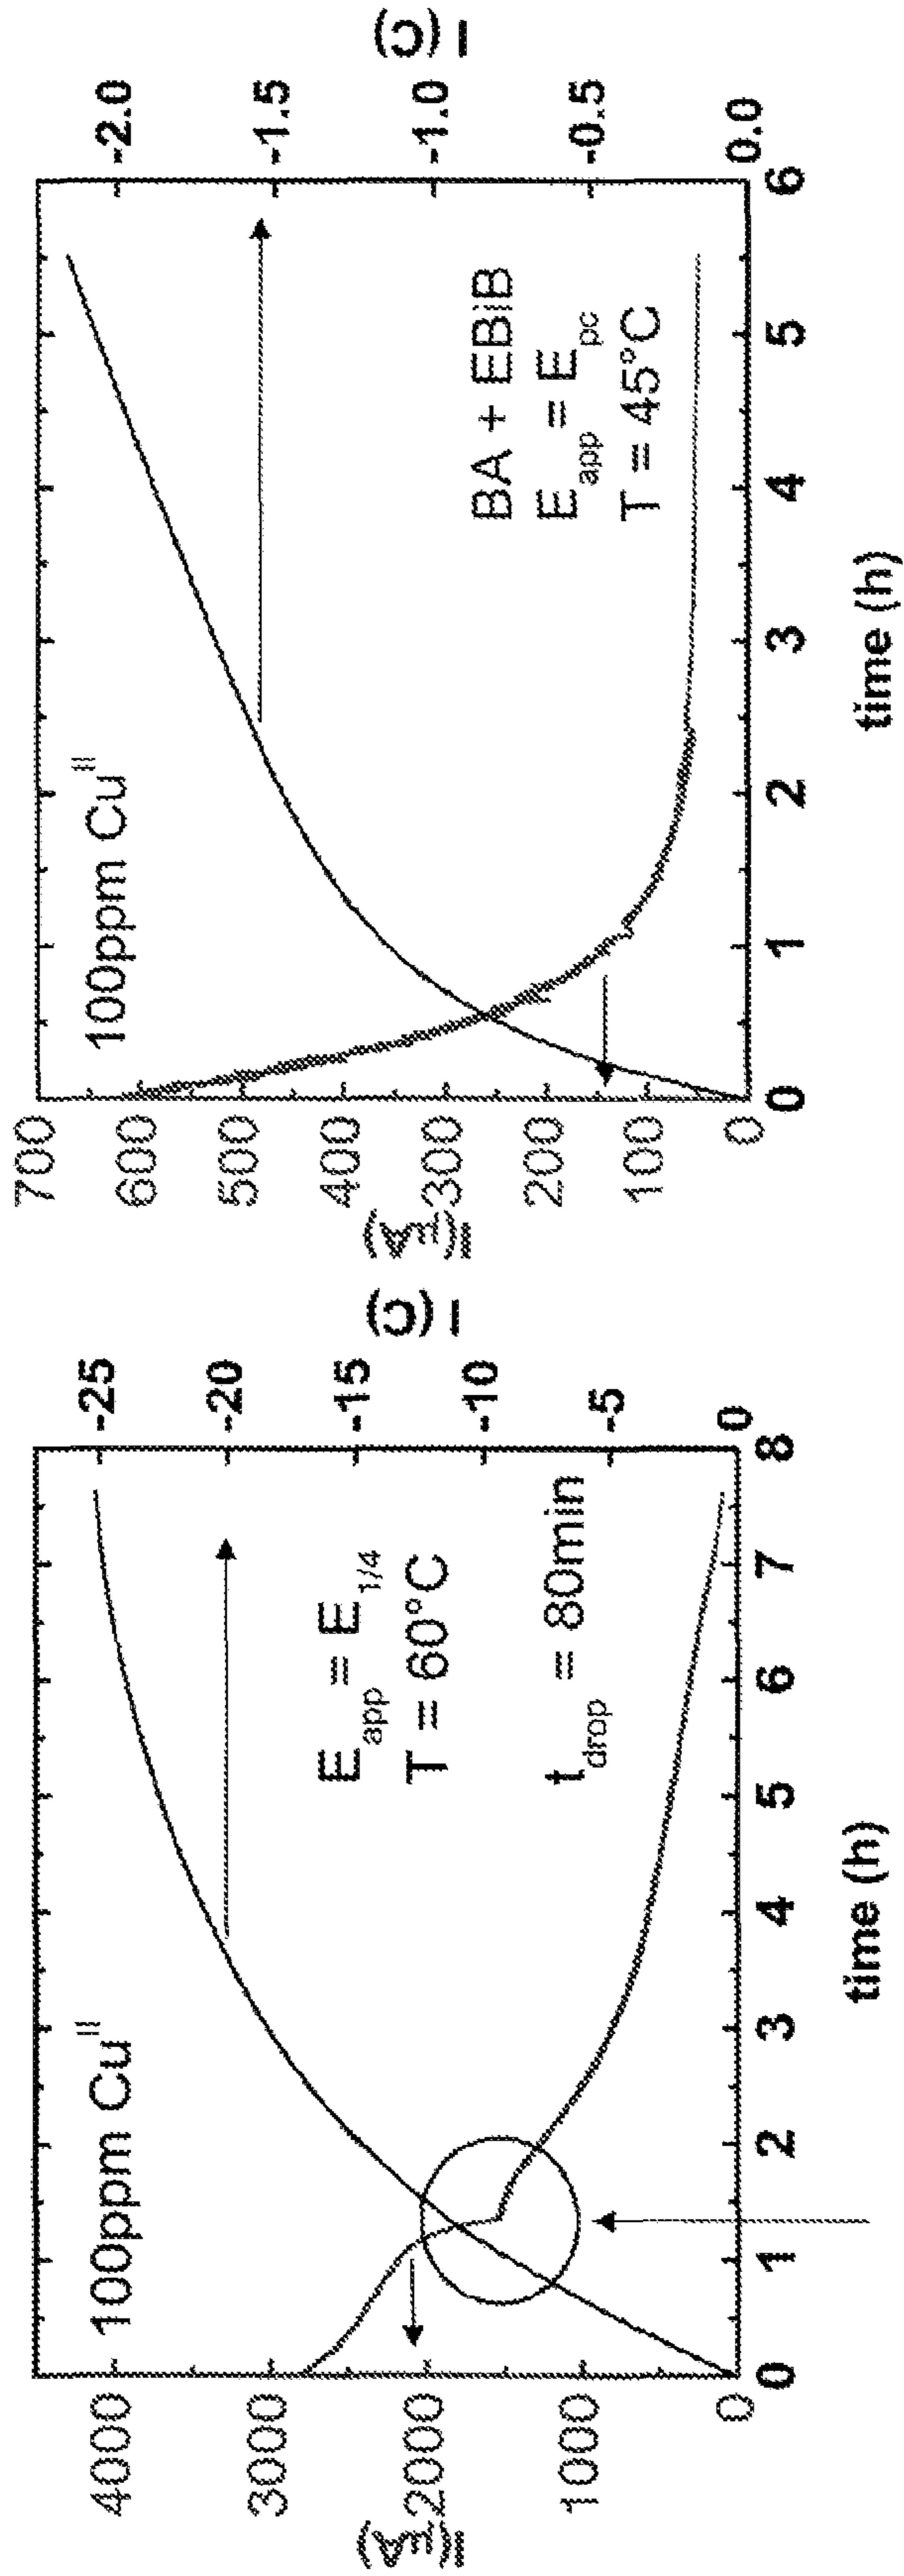 100ppm Cu^II
E_app = E_1/4
T = 60°C
t_drop = 80min
I(µA)
4000
3000
2000
1000
0
I (C)
-25
-20
-15
-10
-5
0
0 1 2 3 4 5 6 7 8
time (h)
100ppm Cu^II
BA + EBiB
E_app = E_pc
T = 45°C
I(µA)
700
600
500
400
300
200
100
0
I (C)
-2.0
-1.5
-1.0
-0.5
0.0
0 1 2 3 4 5 6
time (h)